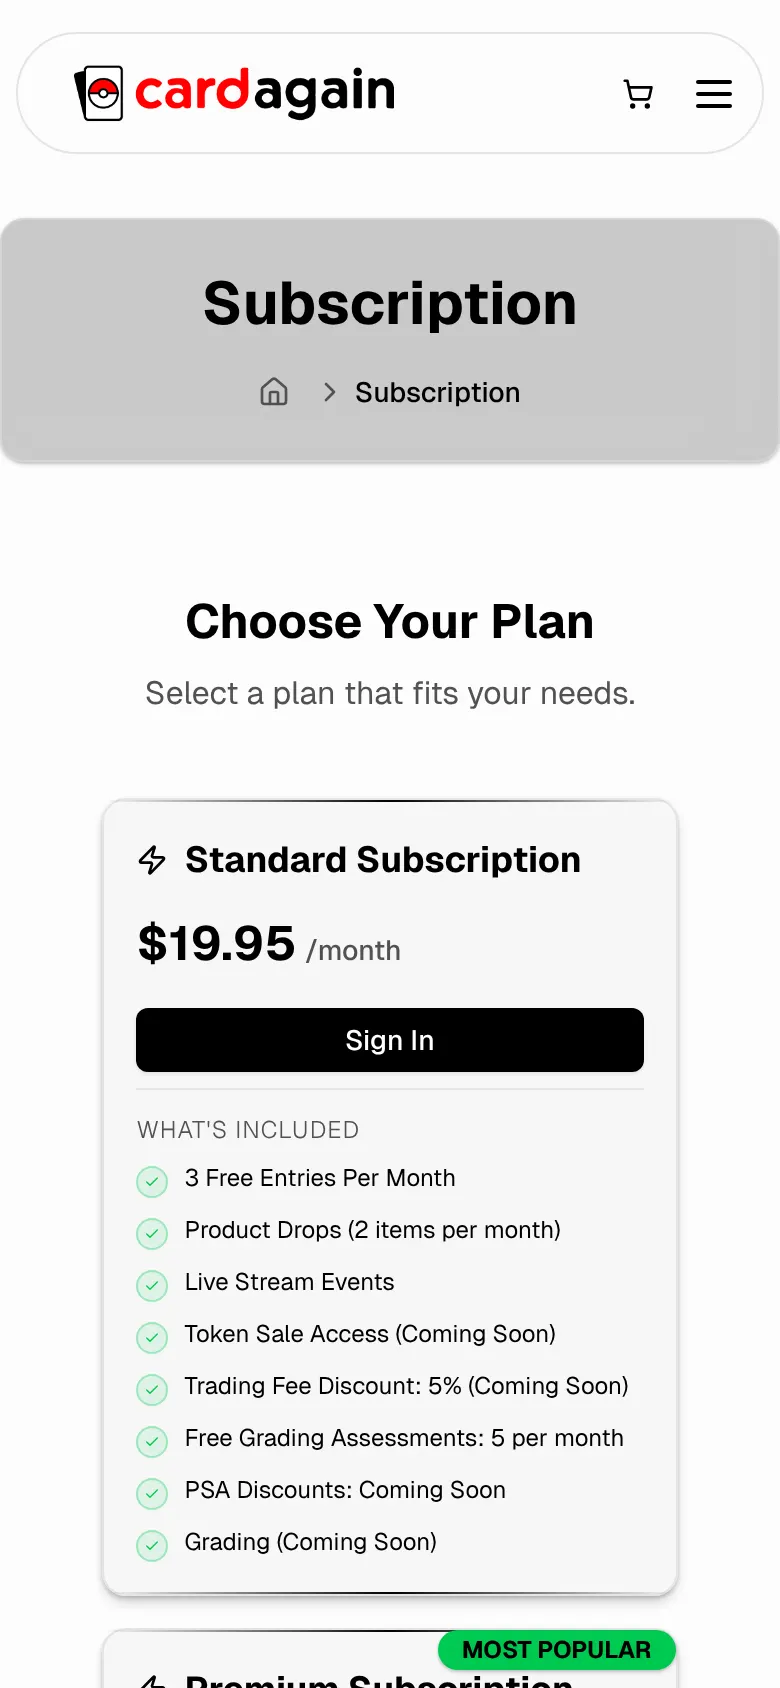 cardagain
Subscription
Subscription
Choose Your Plan
Select a plan that fits your needs.
Standard Subscription
$19.95 /month
Sign In
WHAT'S INCLUDED
3 Free Entries Per Month
Product Drops (2 items per month)
Live Stream Events
Token Sale Access (Coming Soon)
Trading Fee Discount: 5% (Coming Soon)
Free Grading Assessments: 5 per month
PSA Discounts: Coming Soon
Grading (Coming Soon)
MOST POPULAR
Premium Subscription